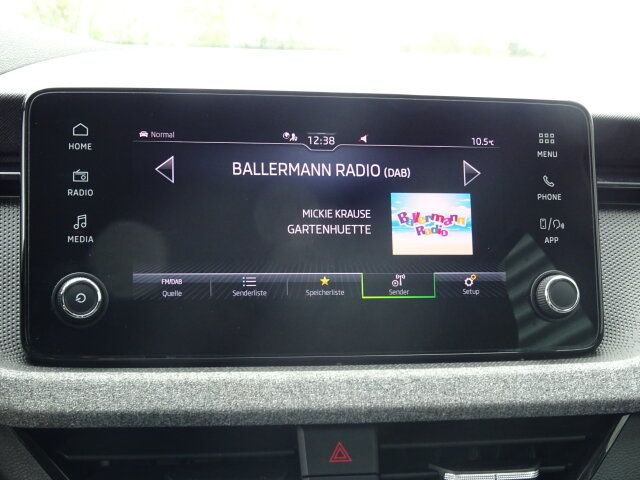 Normal
12:38
10.5°C
HOME
RADIO
MEDIA
BALLERMANN RADIO (DAB)
MICKIE KRAUSE
GARTENHUETTE
Ballermann
Radio
FM/DAB
Quelle
Senderliste
Speicherliste
Sender
Setup
MENU
PHONE
APP